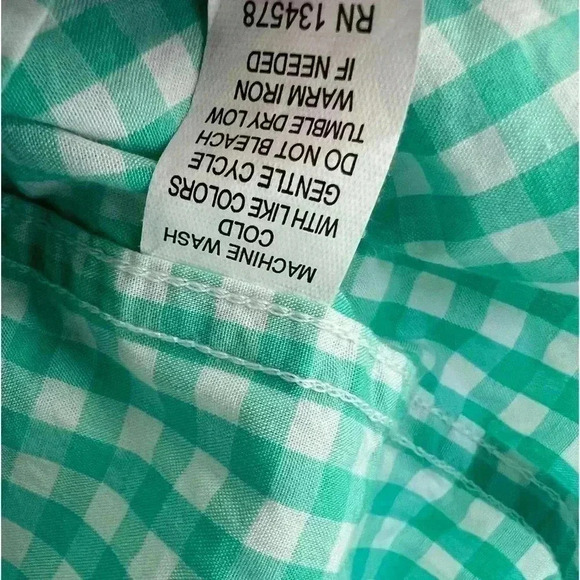 MACHINE WASH
COLD
WITH LIKE COLORS
GENTLE CYCLE
DO NOT BLEACH
TUMBLE DRY LOW
WARM IRON
IF NEEDED
RN 134578